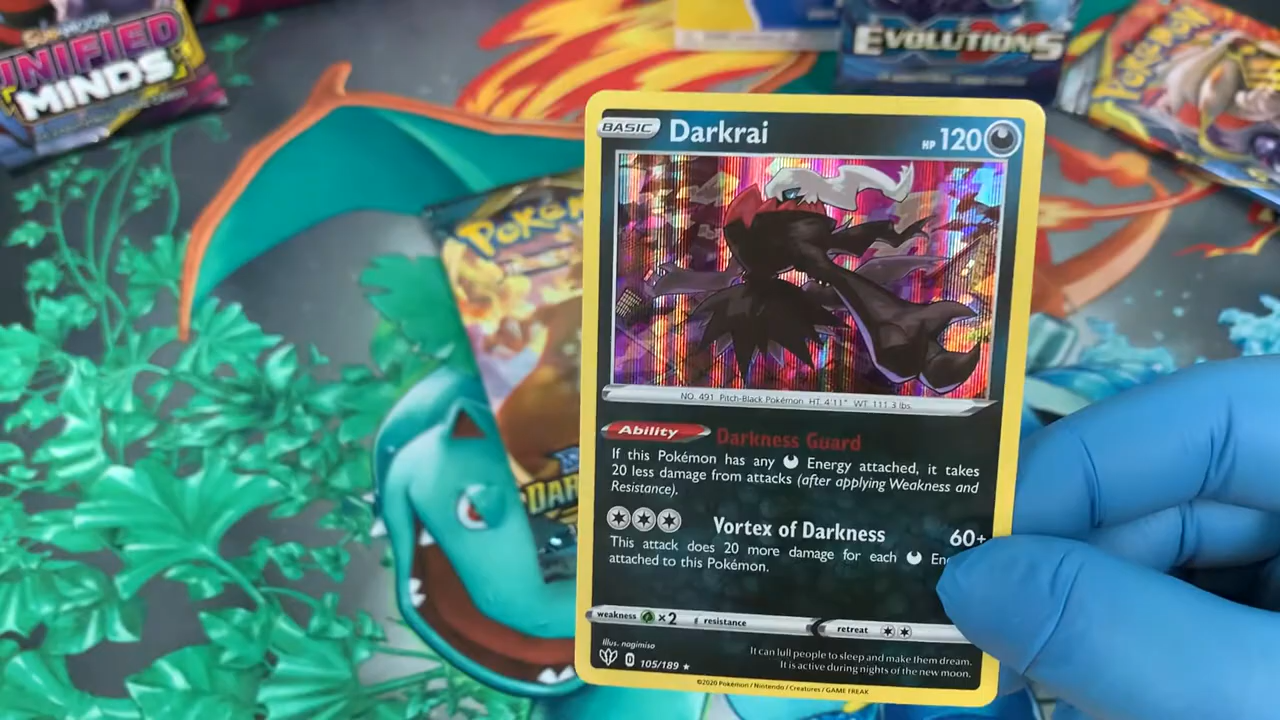 UNIFIED
MINDS
EVOLUTIONS
POKéMON
POKéM
DAR
BASIC Darkrai HP 120
NO. 491 Pitch-Black Pokémon HT. 4'11" WT. 111.3 lbs.
Ability Darkness Guard
If this Pokémon has any Energy attached, it takes
20 less damage from attacks (after applying Weakness and
Resistance).
Vortex of Darkness 60+
This attack does 20 more damage for each En
attached to this Pokémon.
weakness ×2 resistance retreat
Illus. nagimiso
105/189
It can lull people to sleep and make them dream.
It is active during nights of the new moon.
©2020 Pokémon / Nintendo / Creatures / GAME FREAK